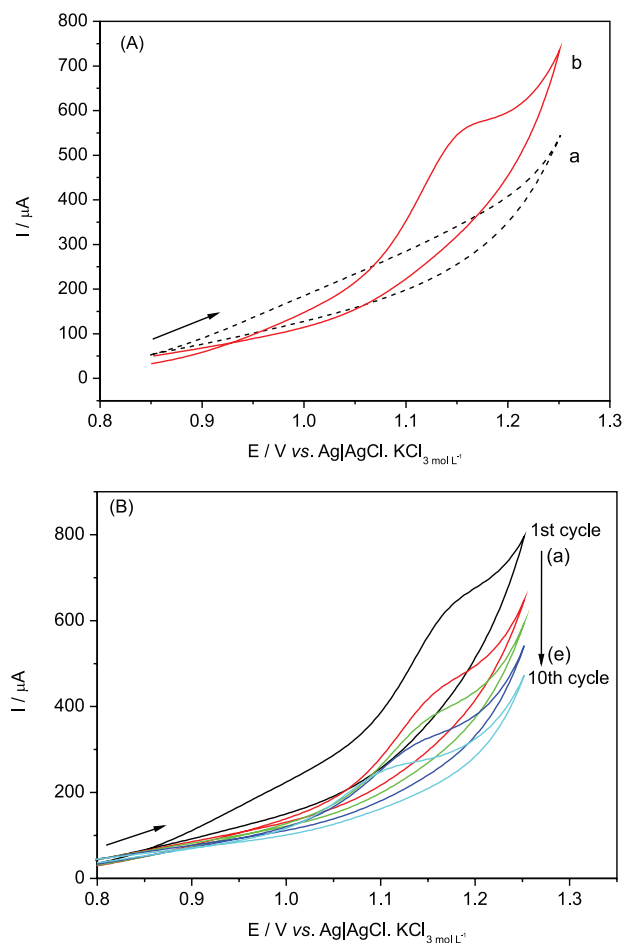 (A)
800
700
600
500
400
300
200
100
0
I / µA
b
a
0.8 0.9 1.0 1.1 1.2 1.3
E / V vs. Ag|AgCl. KCl3 mol L-1
(B)
800
600
400
200
0
I / µA
1st cycle
(a)
(e)
10th cycle
0.8 0.9 1.0 1.1 1.2 1.3
E / V vs. Ag|AgCl. KCl3 mol L-1